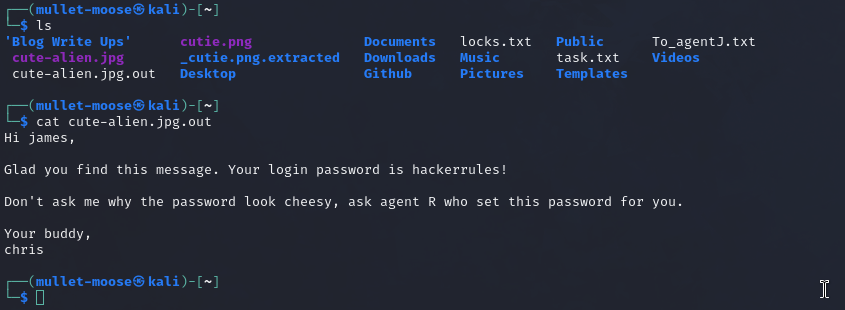 ┌──(mullet-moose㉿kali)-[~]
└─$ ls
'Blog Write Ups' cutie.png Documents locks.txt Public To_agentJ.txt
cute-alien.jpg _cutie.png.extracted Downloads Music task.txt Videos
cute-alien.jpg.out Desktop Github Pictures Templates
┌──(mullet-moose㉿kali)-[~]
└─$ cat cute-alien.jpg.out
Hi james,
Glad you find this message. Your login password is hackerrules!
Don't ask me why the password look cheesy, ask agent R who set this password for you.
Your buddy,
chris
┌──(mullet-moose㉿kali)-[~]
└─$